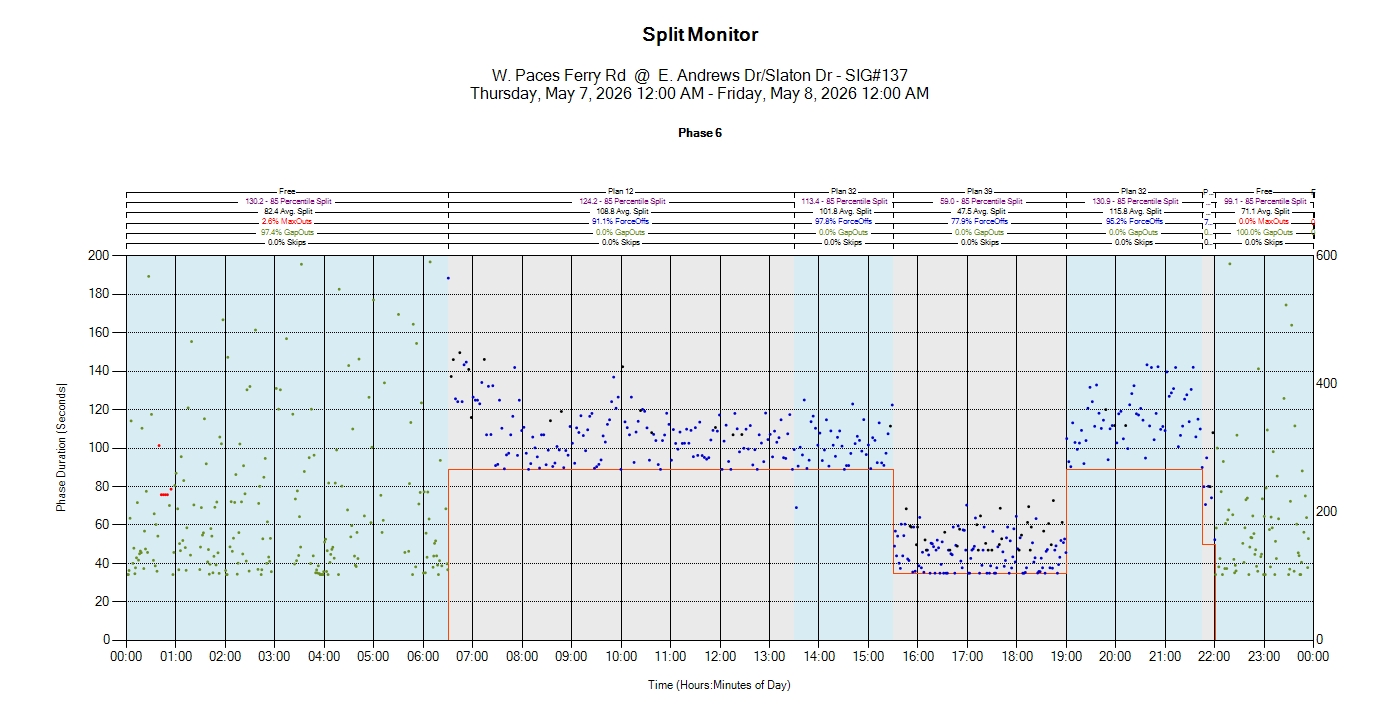 Split Monitor
W. Paces Ferry Rd @ E. Andrews Dr/Slaton Dr - SIG#137
Thursday, May 7, 2026 12:00 AM - Friday, May 8, 2026 12:00 AM
Phase 6
Free Plan 12 Plan 32 Plan 39 Plan 32 P... Free F
130.2 - 85 Percentile Split 124.2 - 85 Percentile Split 113.4 - 85 Percentile Split 59.0 - 85 Percentile Split 130.9 - 85 Percentile Split ... 99.1 - 85 Percentile Split
82.4 Avg. Split 108.8 Avg. Split 101.8 Avg. Split 47.5 Avg. Split 115.8 Avg. Split ... 71.1 Avg. Split
2.6% MaxOuts 91.1% ForceOffs 97.8% ForceOffs 77.9% ForceOffs 95.2% ForceOffs 7... 0.0% MaxOuts
97.4% GapOuts 0.0% GapOuts 0.0% GapOuts 0.0% GapOuts 0.0% GapOuts 0... 100.0% GapOuts
0.0% Skips 0.0% Skips 0.0% Skips 0.0% Skips 0.0% Skips 0... 0.0% Skips
200 600
180
160
140 400
120
100
80
60 200
40
20
0 0
Phase Duration (Seconds)
00:00 01:00 02:00 03:00 04:00 05:00 06:00 07:00 08:00 09:00 10:00 11:00 12:00 13:00 14:00 15:00 16:00 17:00 18:00 19:00 20:00 21:00 22:00 23:00 00:00
Time (Hours:Minutes of Day)